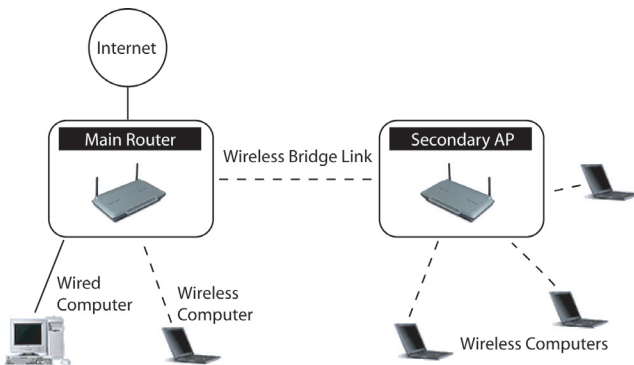 Internet
Main Router
Secondary AP
Wireless Bridge Link
Wired
Computer
Wireless
Computer
Wireless Computers